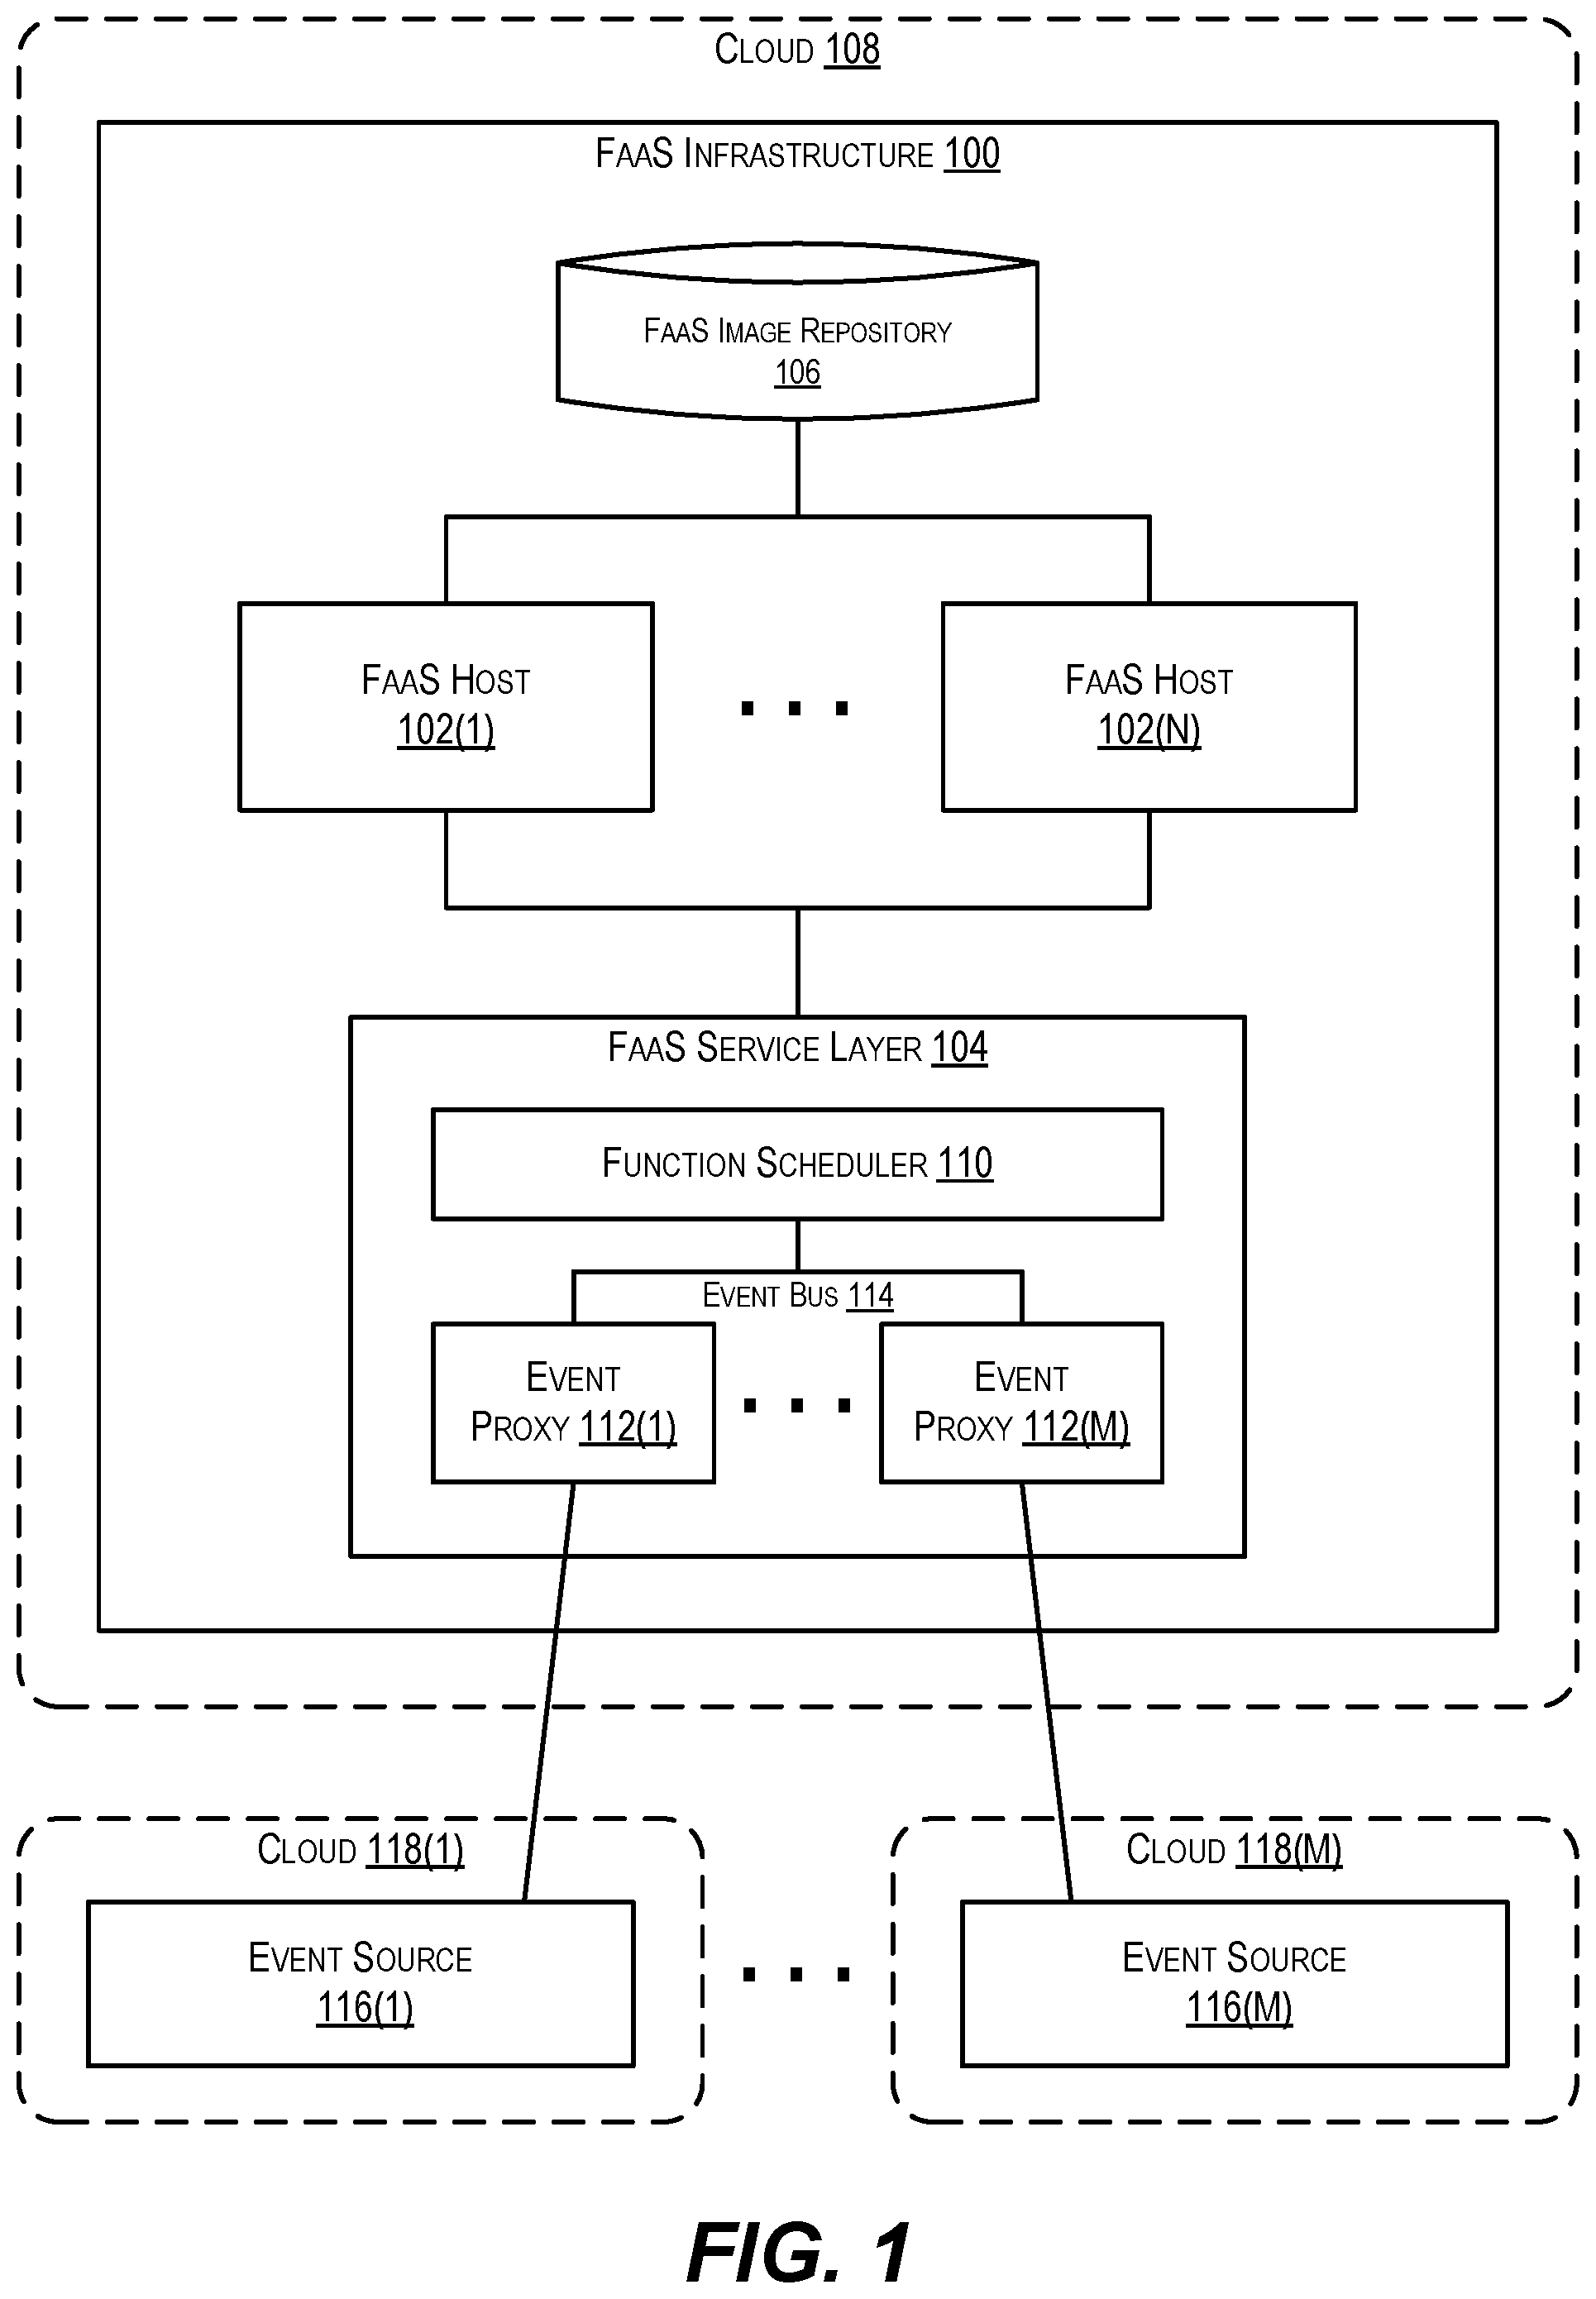 CLOUD 108
FAAS INFRASTRUCTURE 100
FAAS IMAGE REPOSITORY
106
FAAS HOST
102(1)
FAAS HOST
102(N)
FAAS SERVICE LAYER 104
FUNCTION SCHEDULER 110
EVENT BUS 114
EVENT
PROXY 112(1)
EVENT
PROXY 112(M)
CLOUD 118(1)
EVENT SOURCE
116(1)
CLOUD 118(M)
EVENT SOURCE
116(M)
FIG. 1